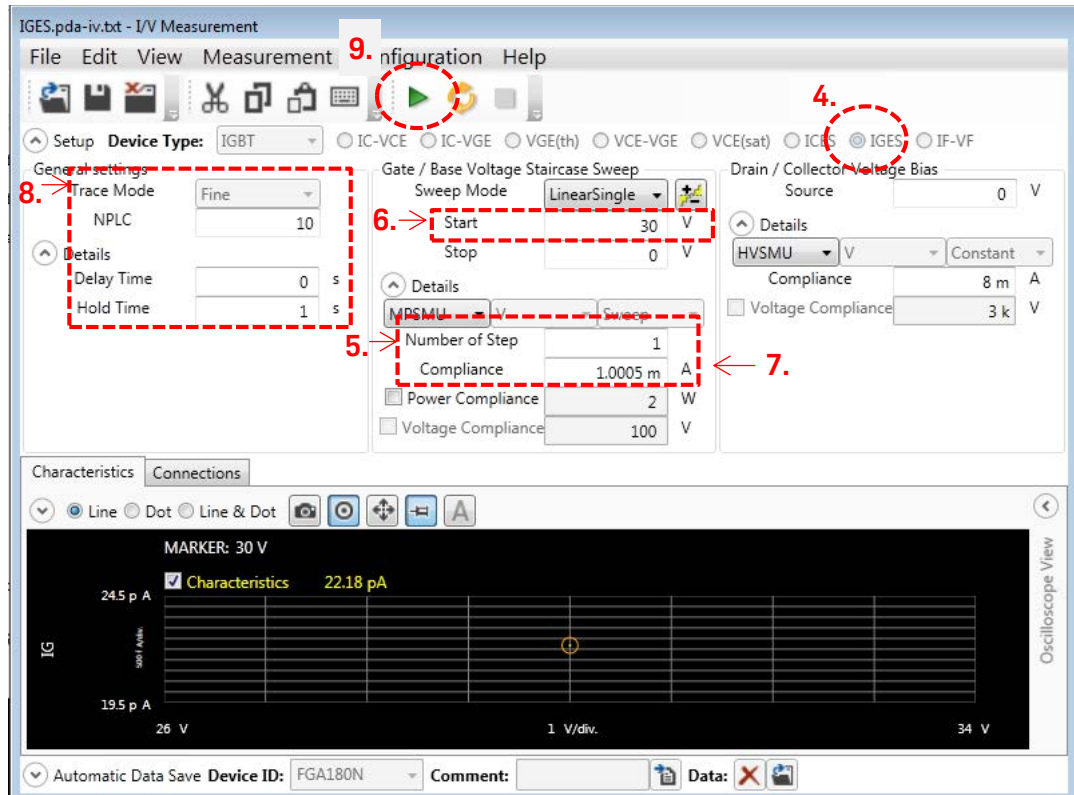 IGES.pda-iv.txt - I/V Measurement
File Edit View Measurement 9. nfiguration Help
4.
Setup Device Type: IGBT IC-VCE IC-VGE VGE(th) VCE-VGE VCE(sat) ICES IGES IF-VF
General settings
8. Trace Mode Fine
NPLC 10
Details
Delay Time 0 s
Hold Time 1 s
Gate / Base Voltage Staircase Sweep
Sweep Mode LinearSingle
6. Start 30 V
Stop 0 V
Details
MPSMU V Sweep
5. Number of Step 1
Compliance 1.0005 m A 7.
Power Compliance 2 W
Voltage Compliance 100 V
Drain / Collector Voltage Bias
Source 0 V
Details
HVSMU V Constant
Compliance 8 m A
Voltage Compliance 3 k V
Characteristics Connections
Line Dot Line & Dot A
MARKER: 30 V
Characteristics 22.18 pA
24.5 p A
IG
500 f A/div.
19.5 p A
26 V 1 V/div. 34 V
Oscilloscope View
Automatic Data Save Device ID: FGA180N Comment: Data: